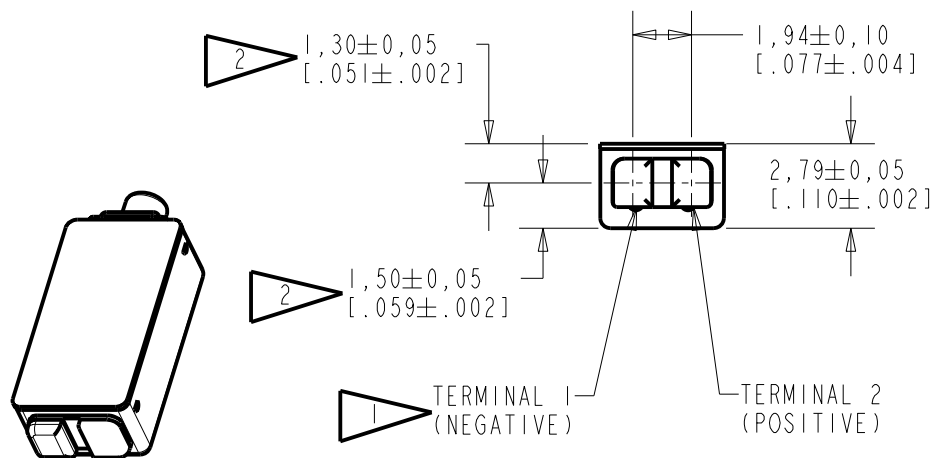 2
1,30±0,05
[.051±.002]
1,94±0,10
[.077±.004]
2,79±0,05
[.110±.002]
2
1,50±0,05
[.059±.002]
1
TERMINAL 1
(NEGATIVE)
TERMINAL 2
(POSITIVE)